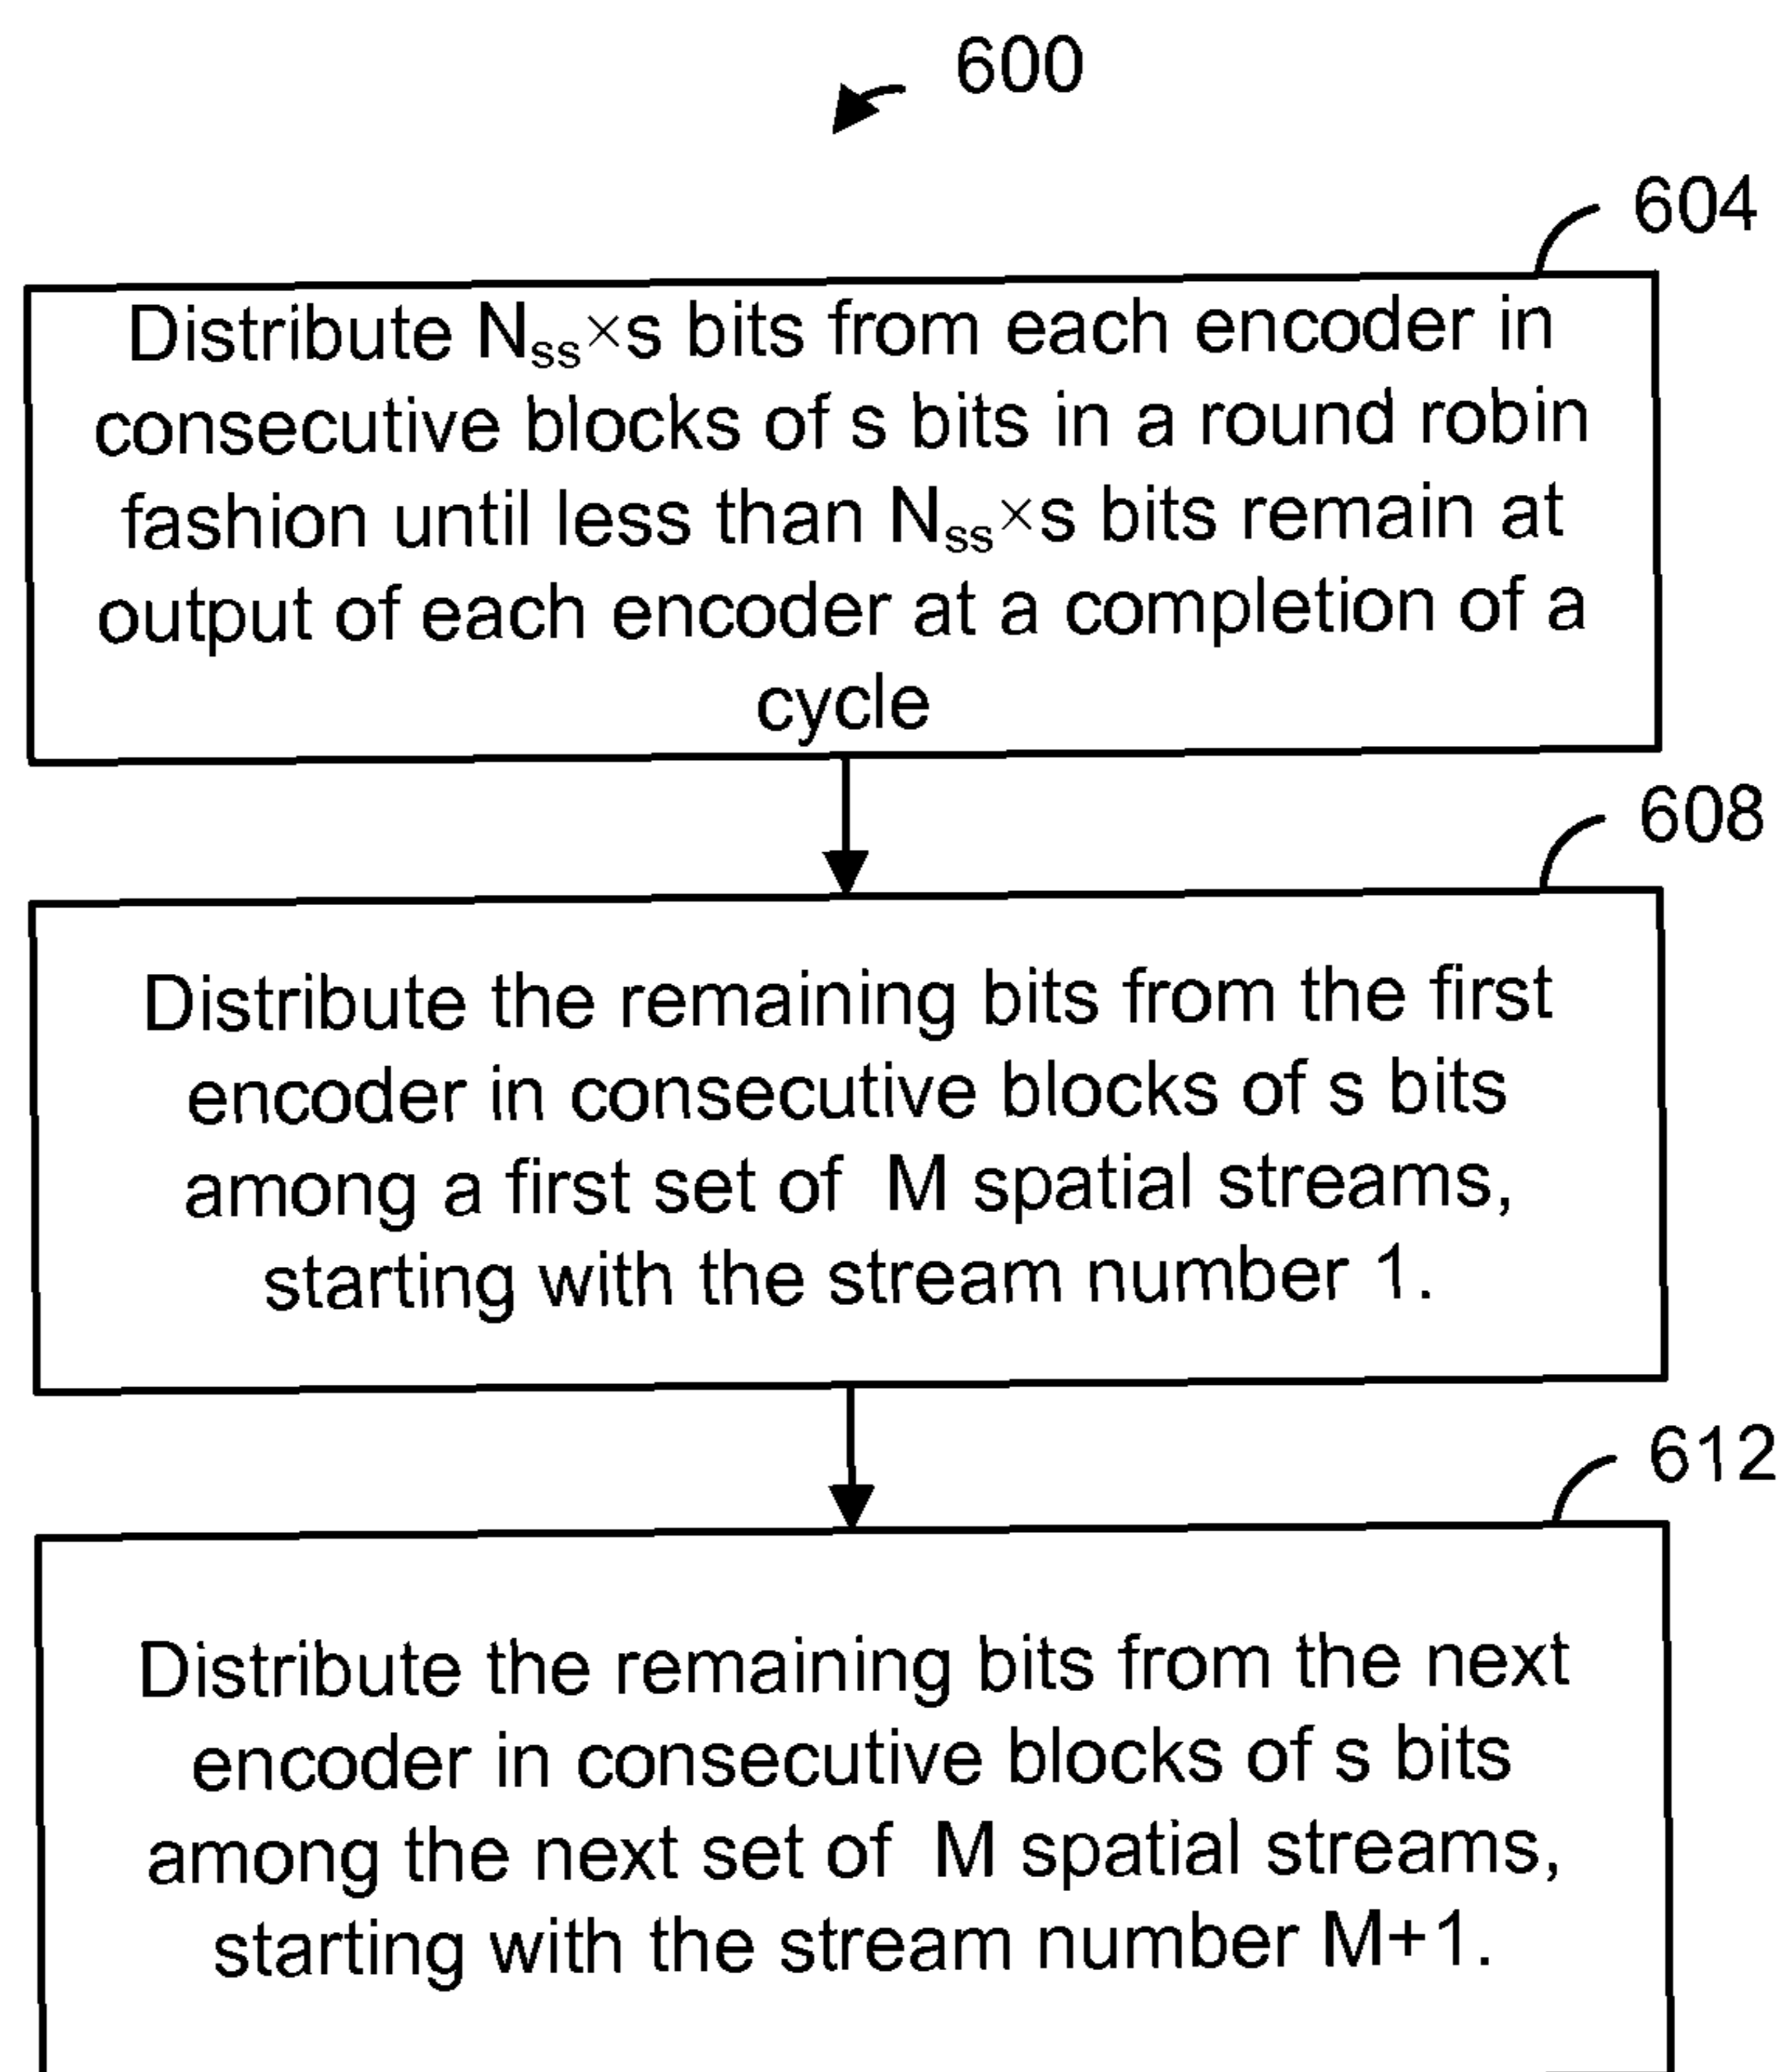 600
604
Distribute Nss×s bits from each encoder in
consecutive blocks of s bits in a round robin
fashion until less than Nss×s bits remain at
output of each encoder at a completion of a
cycle
608
Distribute the remaining bits from the first
encoder in consecutive blocks of s bits
among a first set of M spatial streams,
starting with the stream number 1.
612
Distribute the remaining bits from the next
encoder in consecutive blocks of s bits
among the next set of M spatial streams,
starting with the stream number M+1.